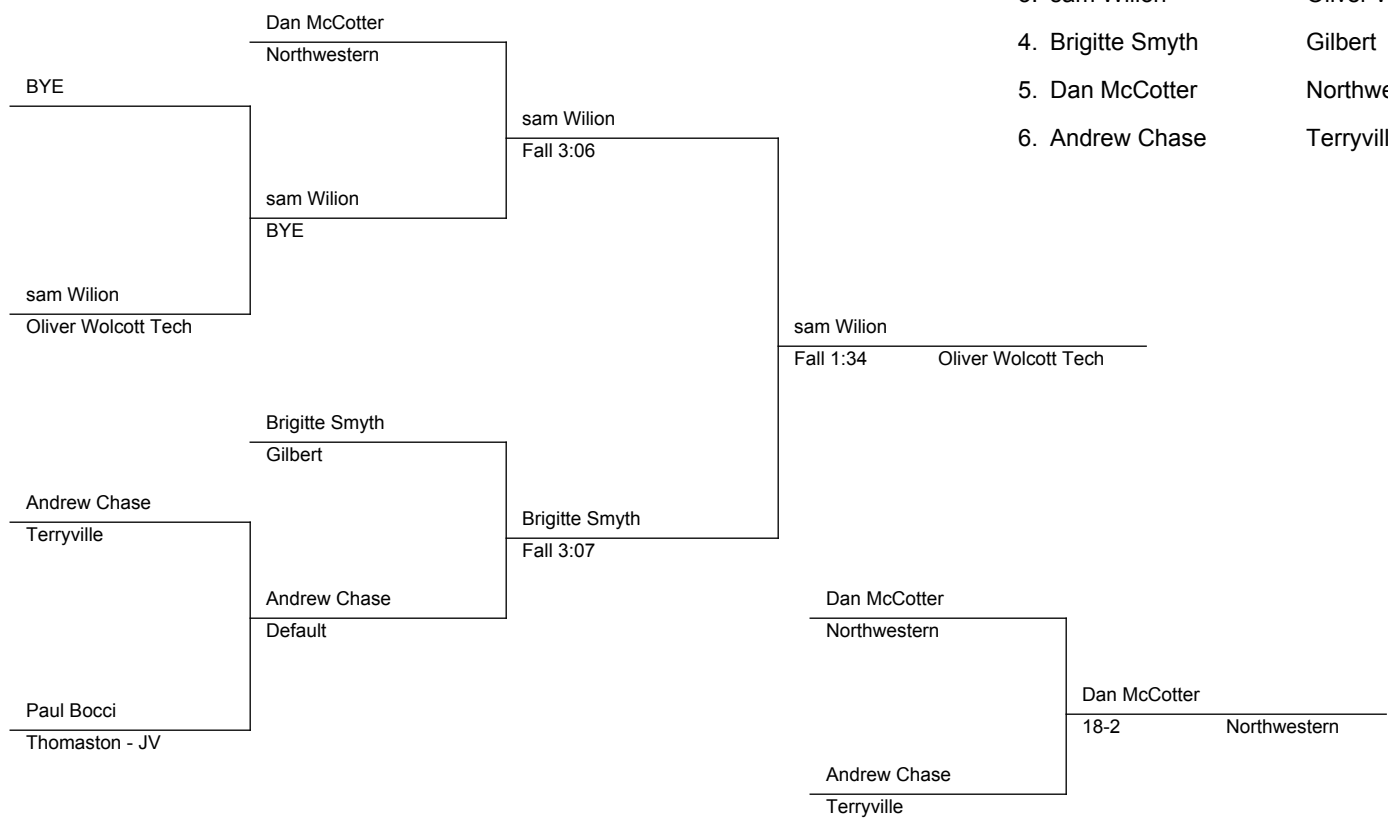 Dan McCotter
Northwestern
4. Brigitte Smyth Gilbert
BYE
5. Dan McCotter
sam Wilion
6. Andrew Chase
Fall 3:06
sam Wilion
BYE
sam Wilion
Oliver Wolcott Tech
sam Wilion
Fall 1:34 Oliver Wolcott Tech
Brigitte Smyth
Gilbert
Andrew Chase
Terryville
Brigitte Smyth
Fall 3:07
Andrew Chase
Default
Dan McCotter
Northwestern
Paul Bocci
Thomaston - JV
Dan McCotter
18-2 Northwestern
Andrew Chase
Terryville